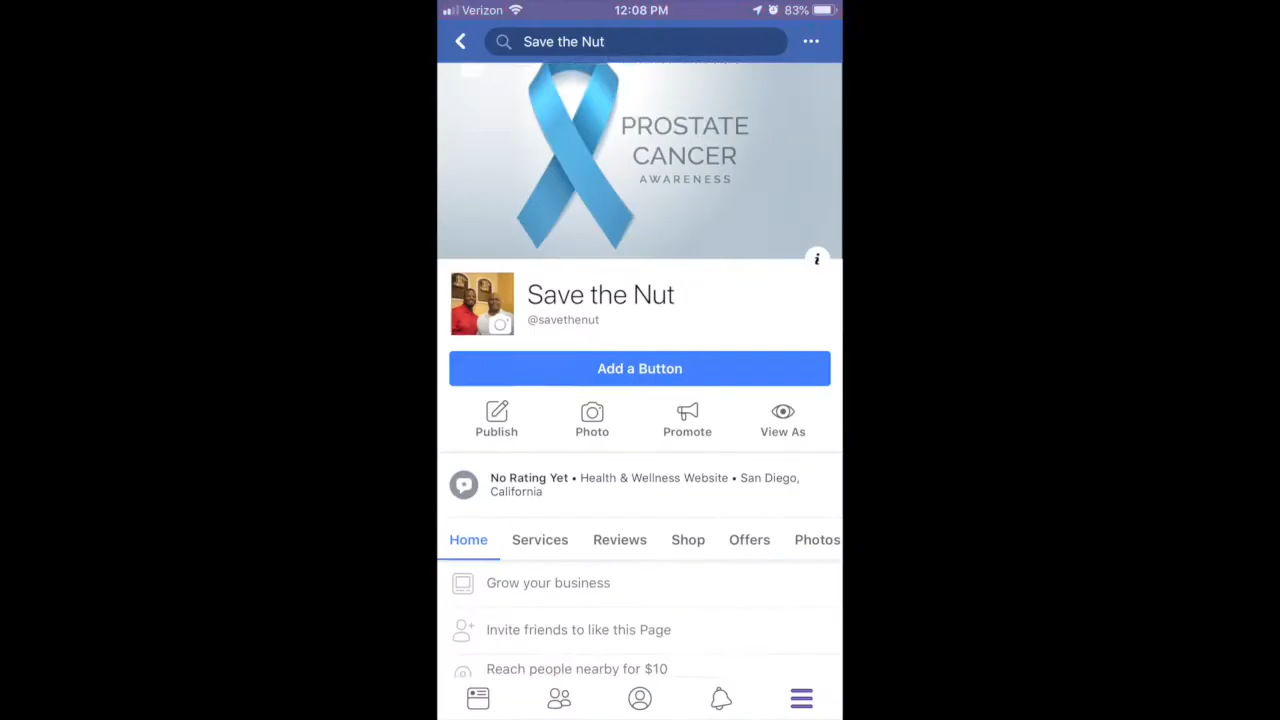 Verizon 12:08 PM 83%
Save the Nut
PROSTATE
CANCER
AWARENESS
Save the Nut
@savethenut
Add a Button
Publish Photo Promote View As
No Rating Yet • Health & Wellness Website • San Diego,
California
Home Services Reviews Shop Offers Photos
Grow your business
Invite friends to like this Page
Reach people nearby for $10